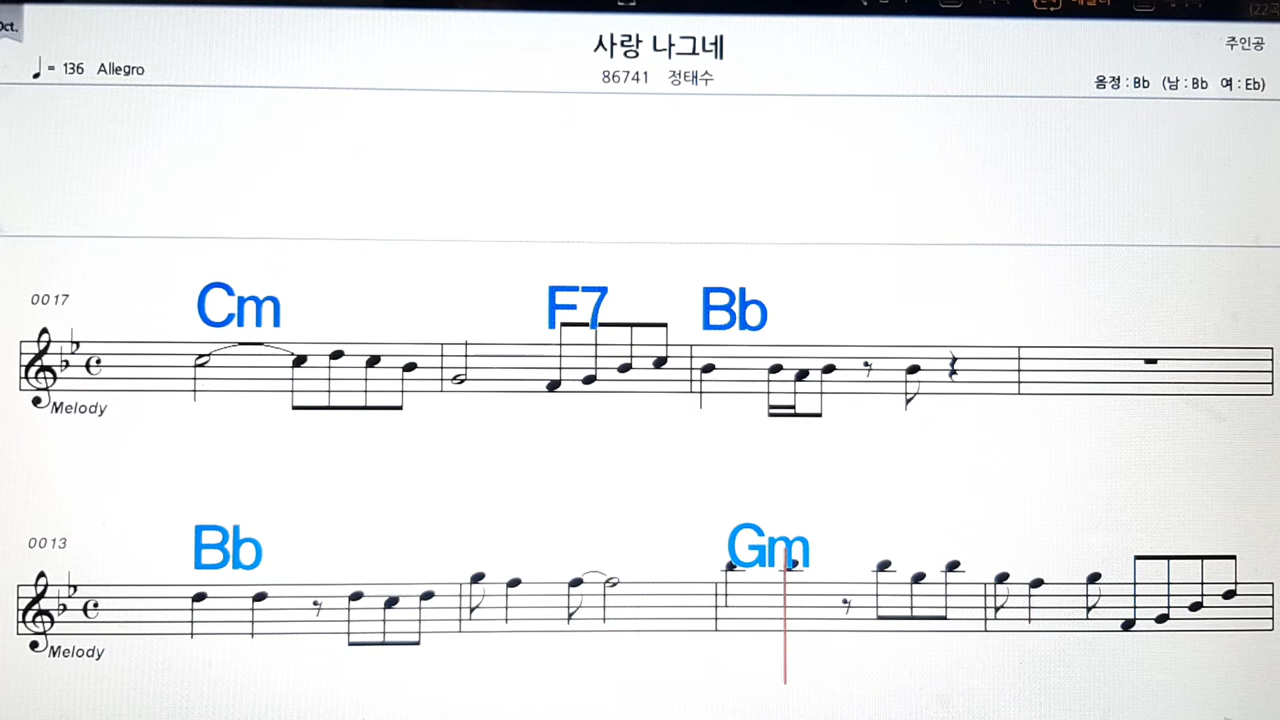 Oct.
사랑 나그네
주인공
= 136 Allegro
86741 정태수
음정 : Bb (남 : Bb 여 : Eb)
0017
Cm F7 Bb
Melody
0013
Bb Gm
Melody